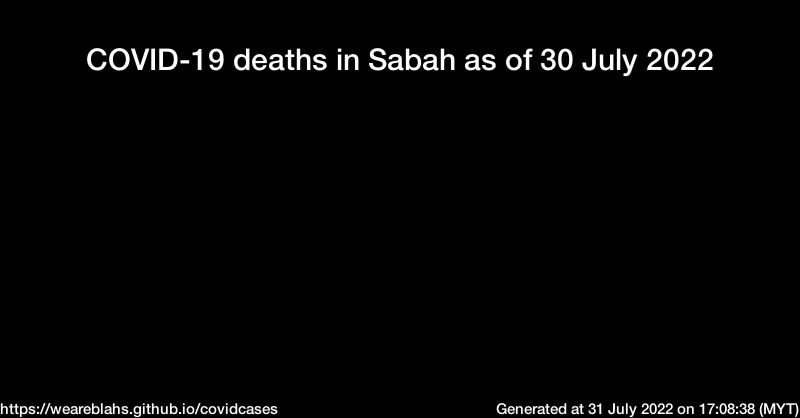 COVID-19 deaths in Sabah as of 30 July 2022
https://weareblahs.github.io/covidcases
Generated at 31 July 2022 on 17:08:38 (MYT)